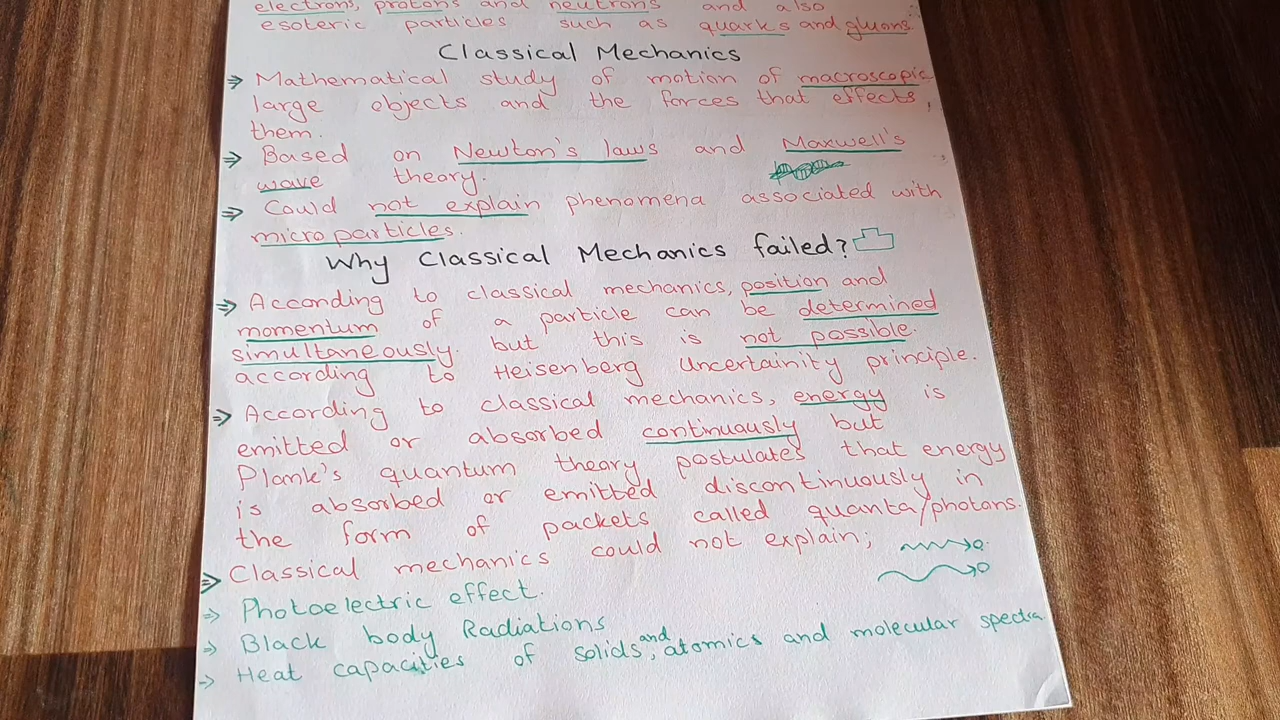 electrons, protons and neutrons and also
esoteric particles such as quarks and gluons.
Classical Mechanics
⇒ Mathematical study of motion of macroscopic
large objects and the forces that effects
them.
⇒ Based on Newton's laws and Maxwell's
wave theory.
⇒ Could not explain phenomena associated with
microparticles.
Why Classical Mechanics failed?
⇒ According to classical mechanics, position and
momentum of a particle can be determined
simultaneously. but this is not possible.
according to Heisenberg Uncertainity principle.
⇒ According to classical mechanics, energy is
emitted or absorbed continuously but
Plank's quantum theory postulates that energy
is absorbed or emitted discontinuously in
the form of packets called quanta/photons.
⇒ Classical mechanics could not explain;
⇒ Photoelectric effect.
⇒ Black body Radiations
⇒ Heat capacities of solids, and atomics and molecular spectra